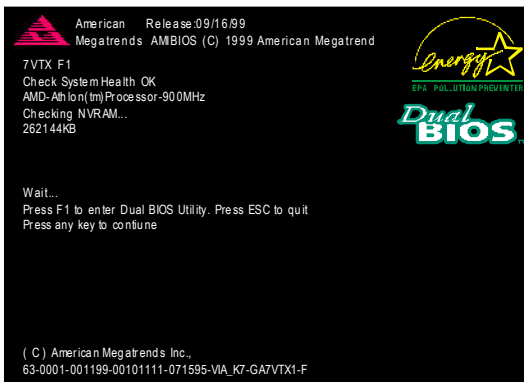 American Release:09/16/99
Megatrends AMIBIOS (C) 1999 American Megatrend
energy
EPA POLLUTION PREVENTER
Dual
BIOS
TM
7VTX F1
Check System Health OK
AMD-Athlon(tm)Processor-900MHz
Checking NVRAM...
262144KB
Wait...
Press F1 to enter Dual BIOS Utility. Press ESC to quit
Press any key to contiune
( C ) American Megatrends Inc.,
63-0001-001199-00101111-071595-VIA_K7-GA7VTX1-F